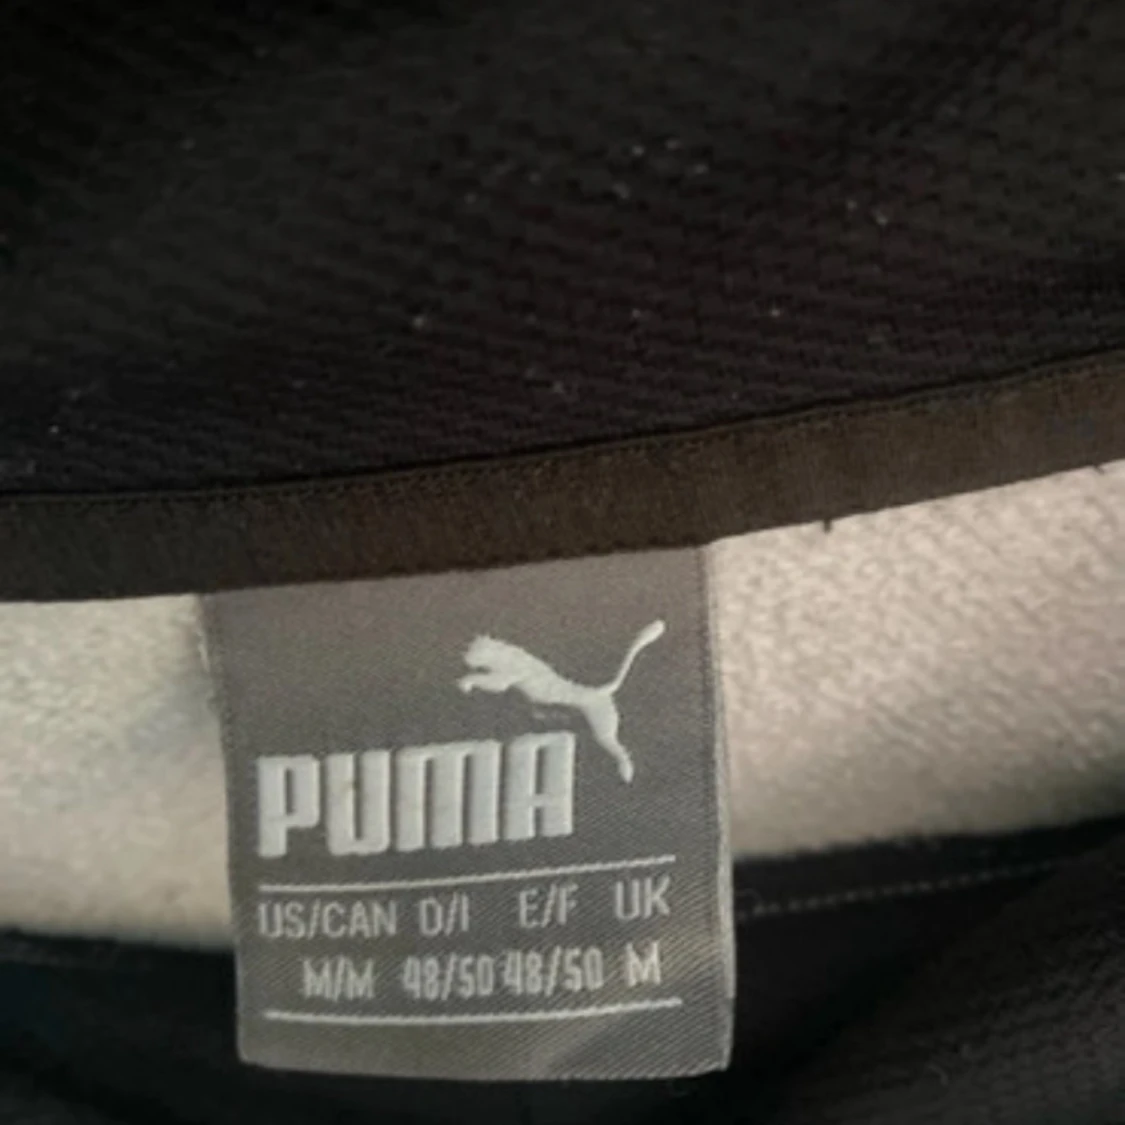 PUMA
US/CAN D/I E/F UK
M/M 48/50 48/50 M